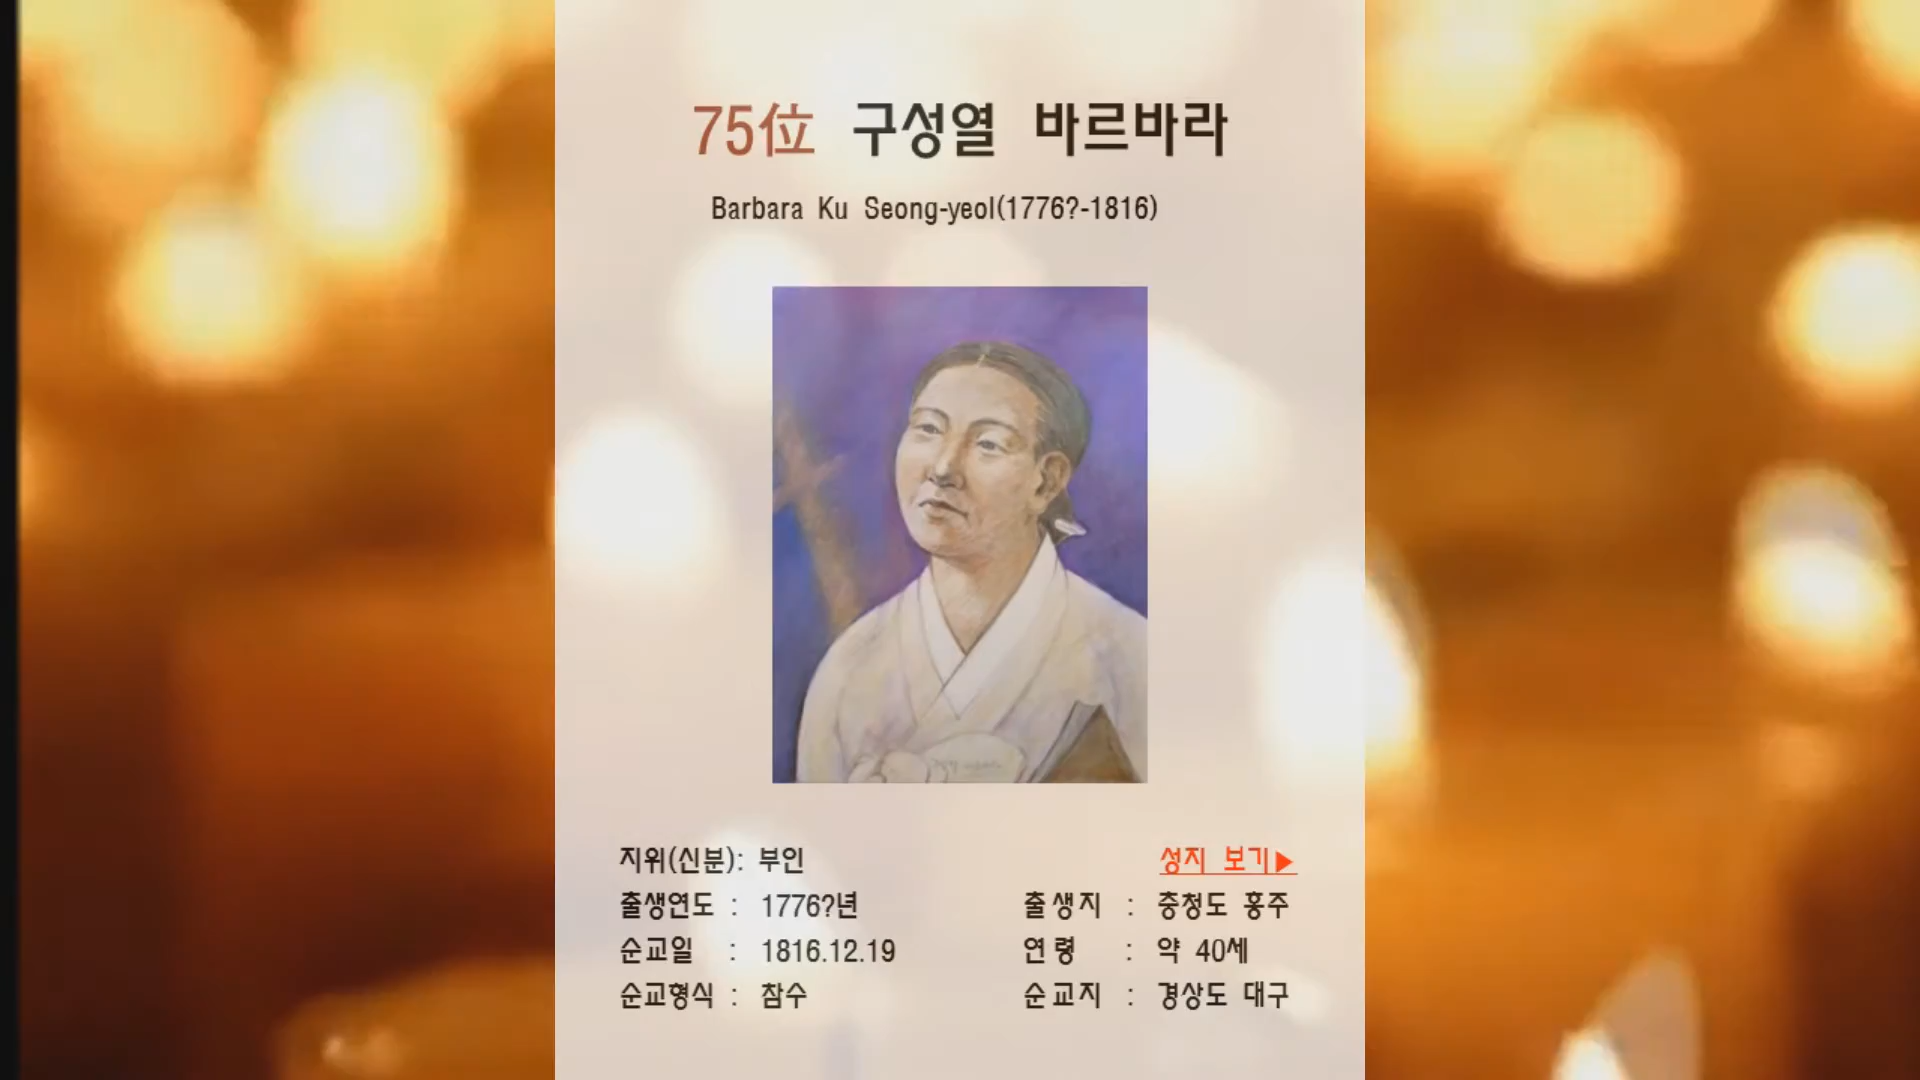 75位 구성열 바르바라
Barbara Ku Seong-yeol(1776?-1816)
지위(신분): 부인
성지 보기▶
출생연도 : 1776?년
출생지 : 충청도 홍주
순교일 : 1816.12.19
연령 : 약 40세
순교형식 : 참수
순교지 : 경상도 대구